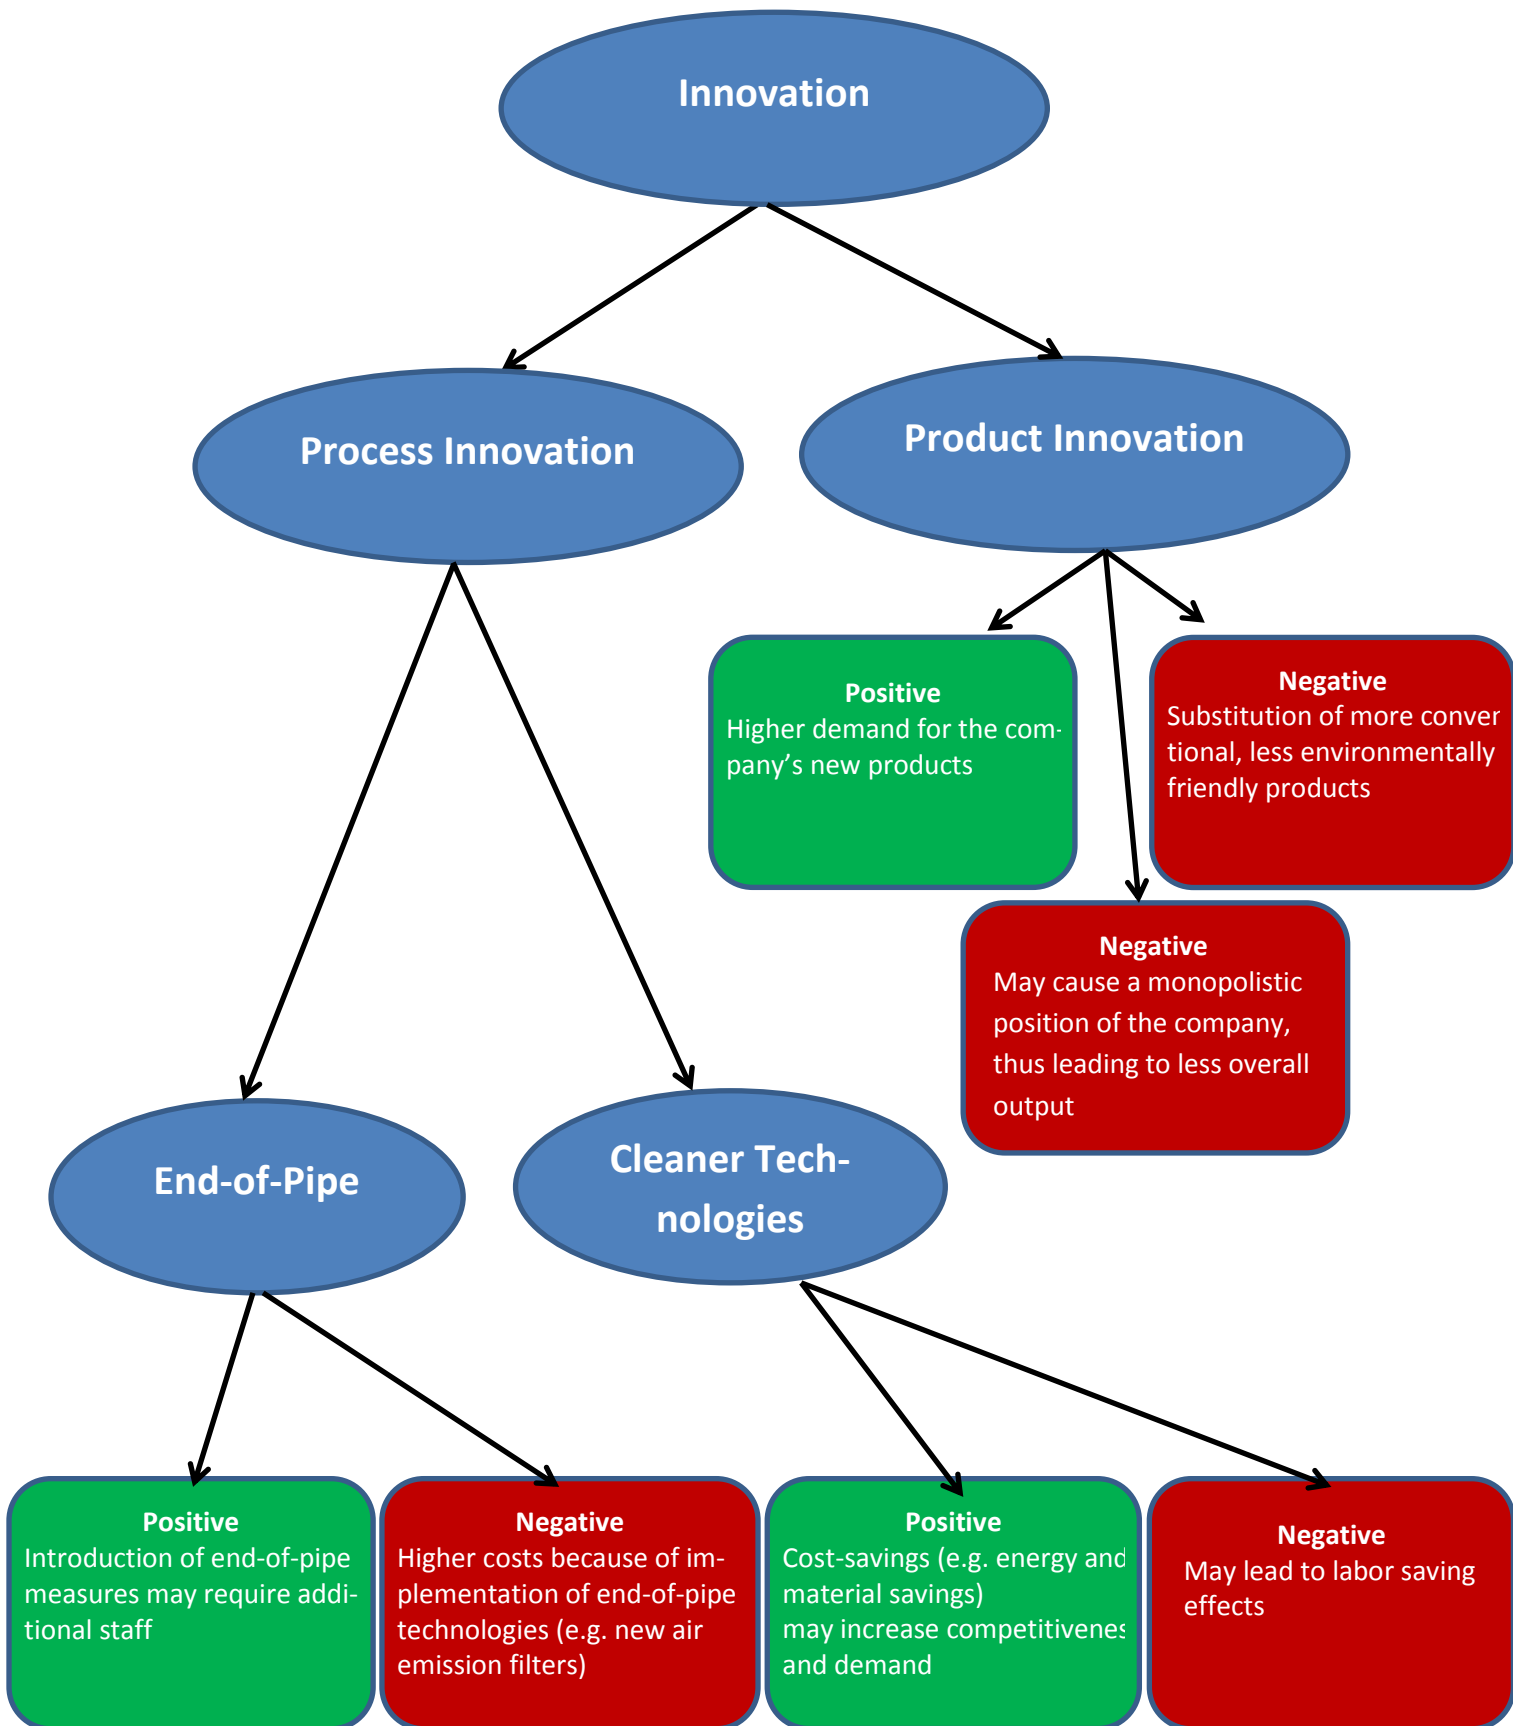 Innovation
Process Innovation
Product Innovation
Positive
Higher demand for the com-
pany's new products
Negative
Substitution of more conver
tional, less environmentally
friendly products
Negative
May cause a monopolistic
position of the company,
thus leading to less overall
output
End-of-Pipe
Cleaner Tech-
nologies
Positive
Introduction of end-of-pipe
measures may require addi-
tional staff
Negative
Higher costs because of im-
plementation of end-of-pipe
technologies (e.g. new air
emission filters)
Positive
Cost-savings (e.g. energy and
material savings)
may increase competitivenes
and demand
Negative
May lead to labor saving
effects